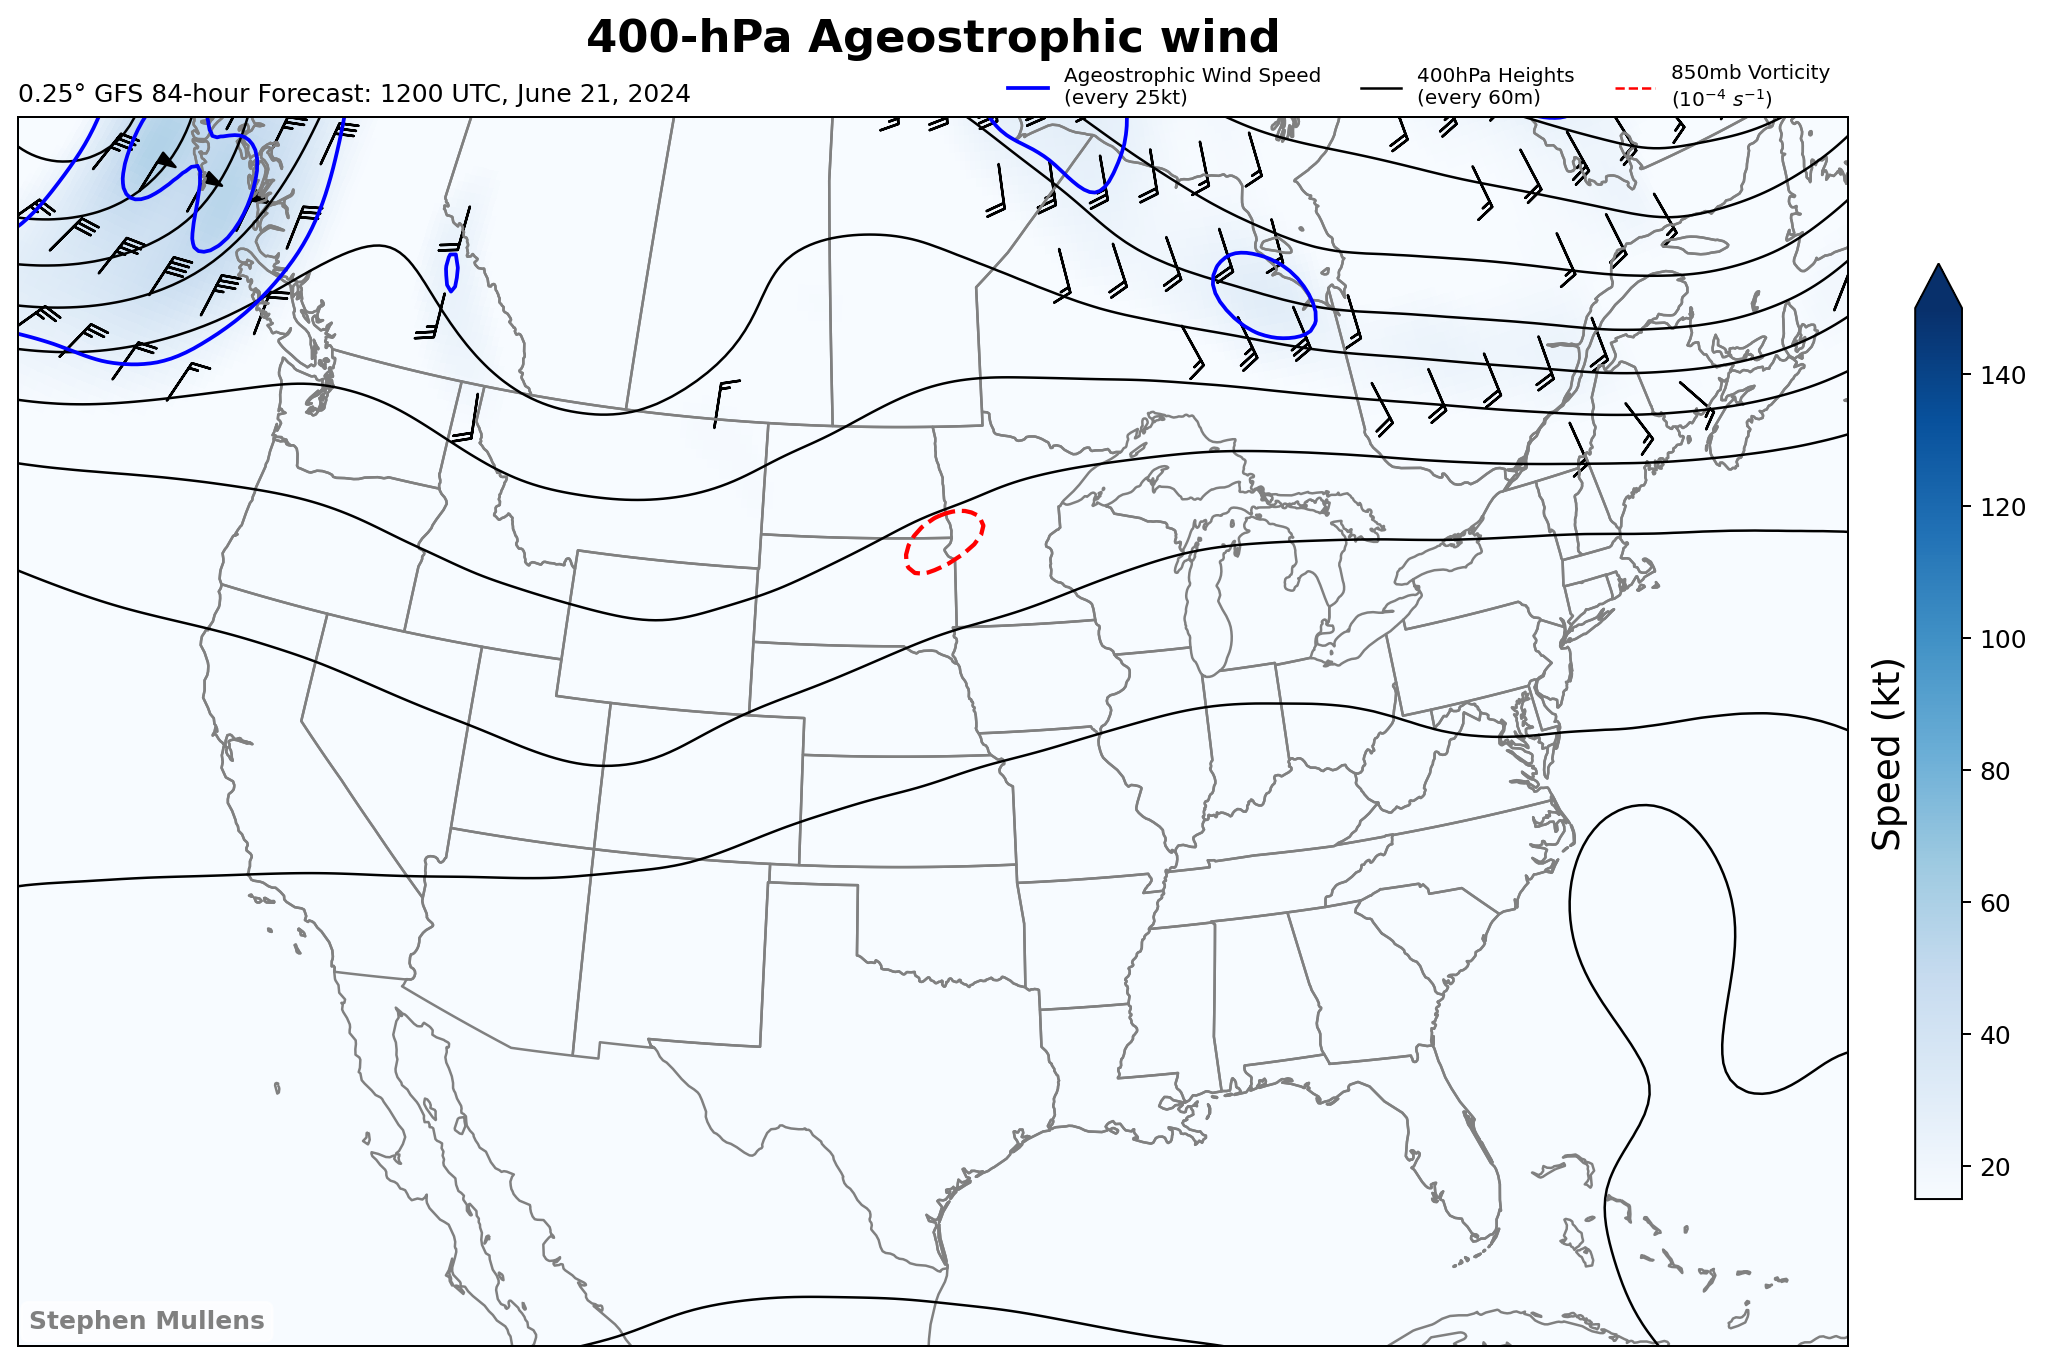 400-hPa Ageostrophic wind
0.25° GFS 84-hour Forecast: 1200 UTC, June 21, 2024
Ageostrophic Wind Speed
(every 25kt)
400hPa Heights
(every 60m)
850mb Vorticity
(10⁻⁴ s⁻¹)
140
120
100
80
60
40
20
Speed (kt)
Stephen Mullens